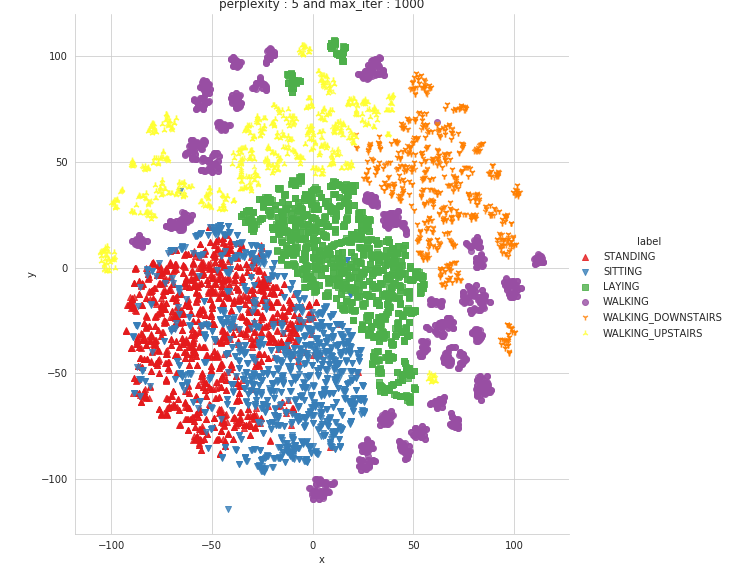 perplexity : 5 and max_iter : 1000
100
50
0
−50
−100
y
−100
−50
0
50
100
x
label
STANDING
SITTING
LAYING
WALKING
WALKING_DOWNSTAIRS
WALKING_UPSTAIRS